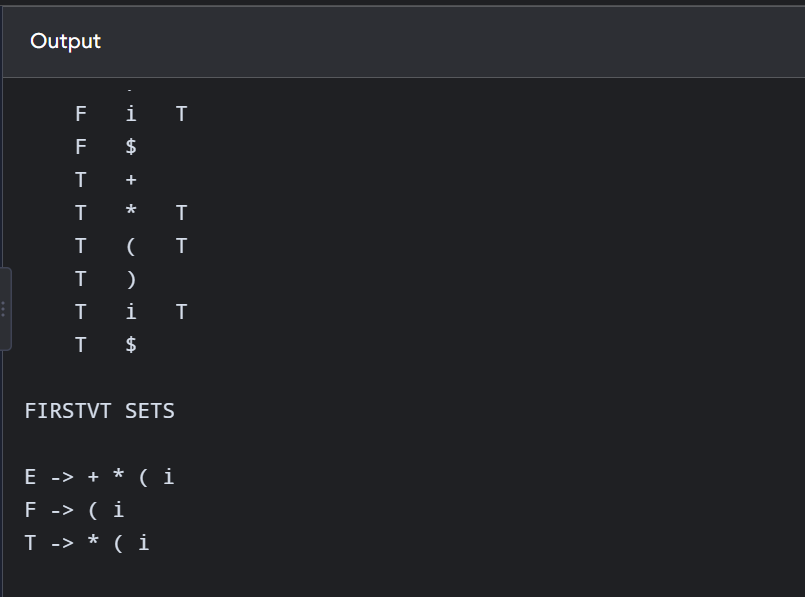 Output
F i T
F $
T +
T * T
T ( T
T )
T i T
T $
FIRSTVT SETS
E -> + * ( i
F -> ( i
T -> * ( i